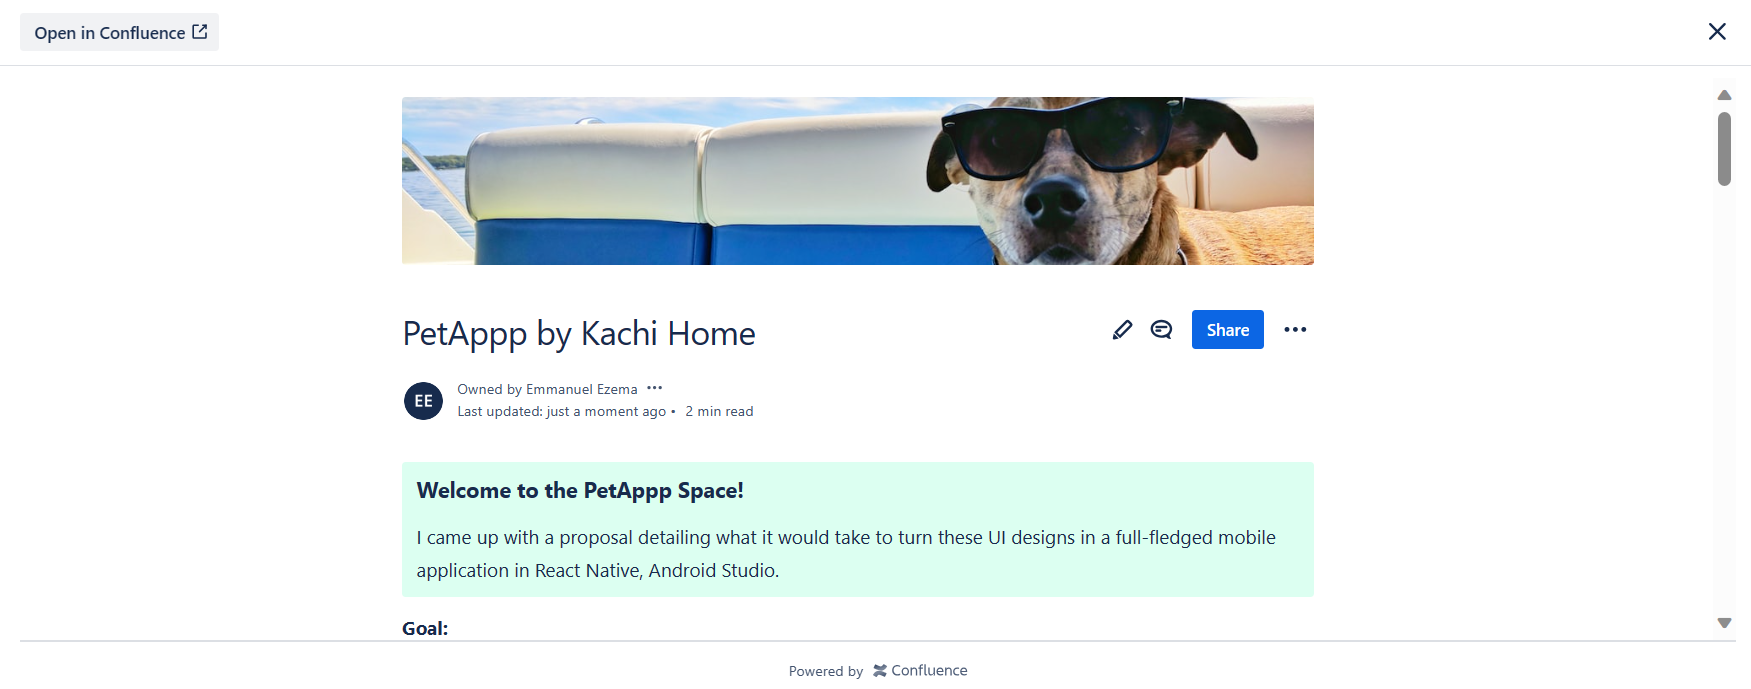 Open in Confluence
PetAppp by Kachi Home
Share
EE
Owned by Emmanuel Ezema
Last updated: just a moment ago • 2 min read
Welcome to the PetAppp Space!
I came up with a proposal detailing what it would take to turn these UI designs in a full-fledged mobile
application in React Native, Android Studio.
Goal:
Powered by Confluence